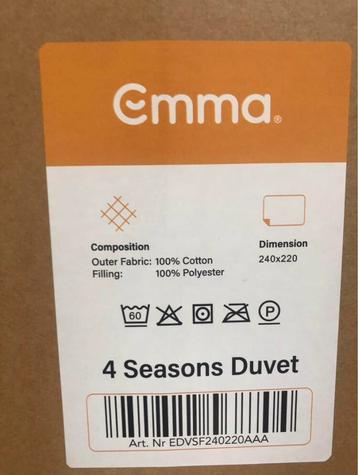 Emma®
Composition
Outer Fabric: 100% Cotton
Filling: 100% Polyester
Dimension
240x220
60 P
4 Seasons Duvet
Art. Nr EDVSF240220AAA